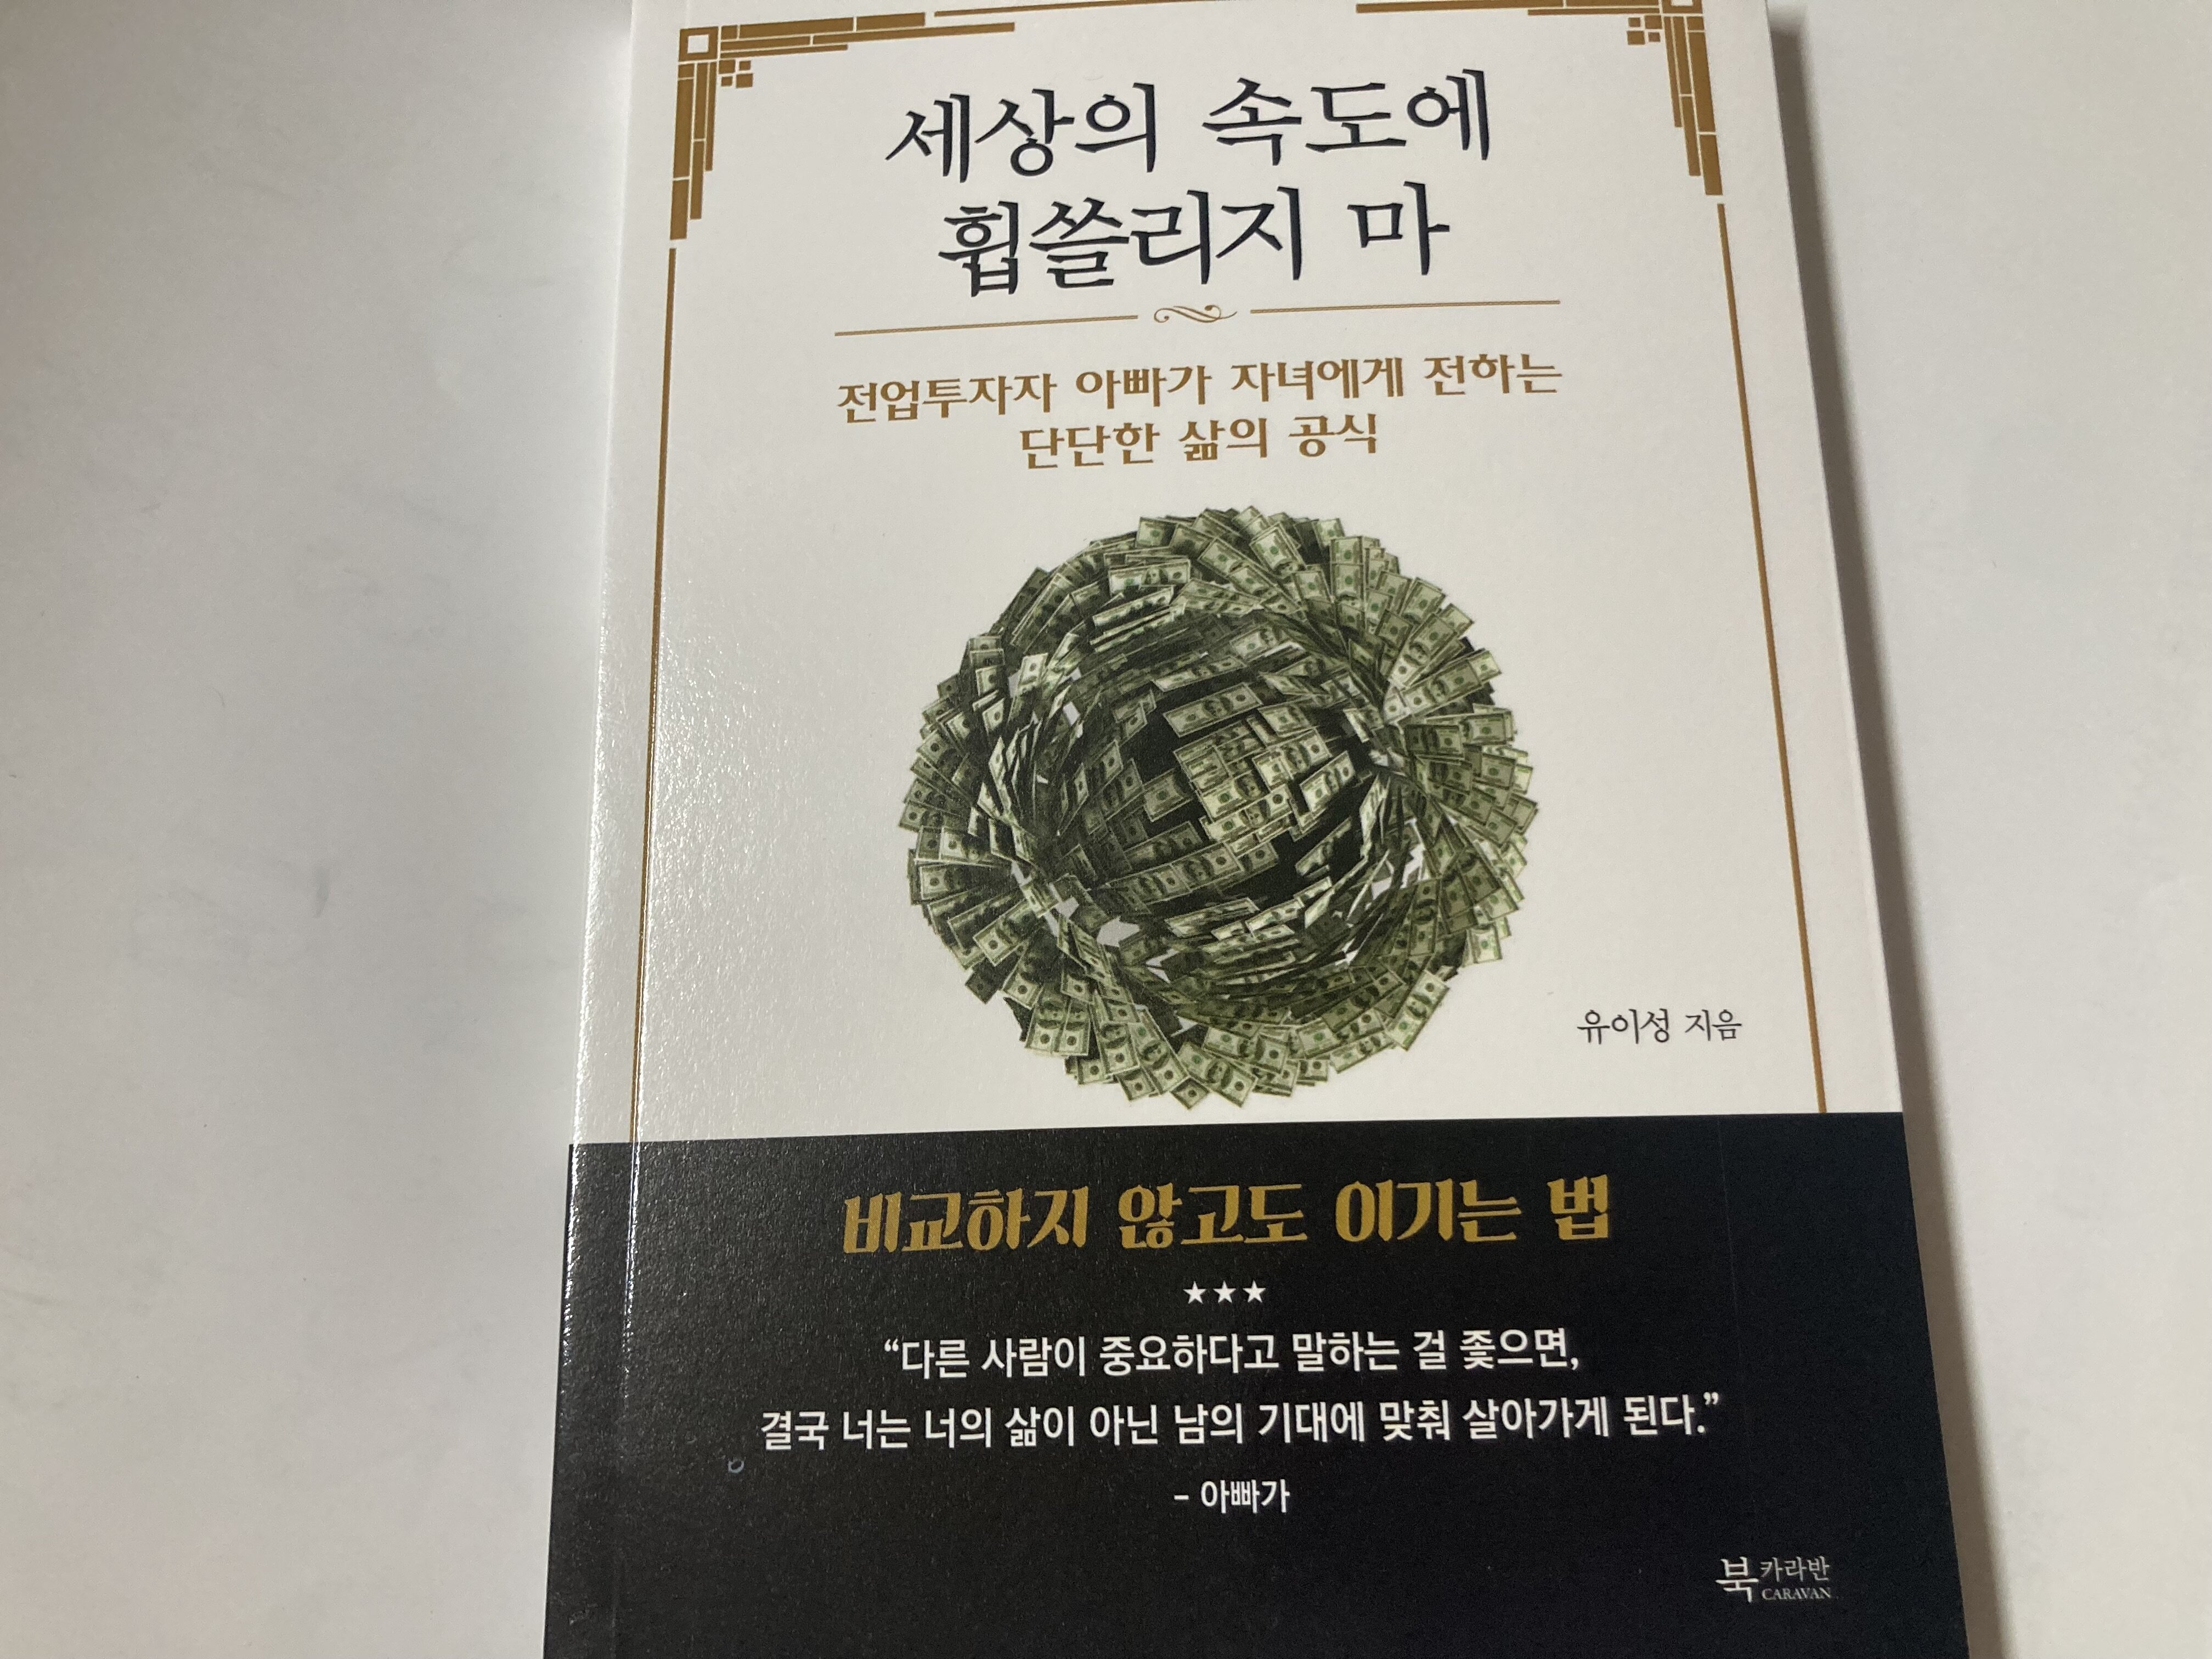 세상의 속도에
휩쓸리지 마
전업투자자 아빠가 자녀에게 전하는
단단한 삶의 공식
유이성 지음
비교하지 않고도 이기는 법
★★★
“다른 사람이 중요하다고 말하는 걸 좇으면,
결국 너는 너의 삶이 아닌 남의 기대에 맞춰 살아가게 된다.”
– 아빠가
북카라반
CARAVAN